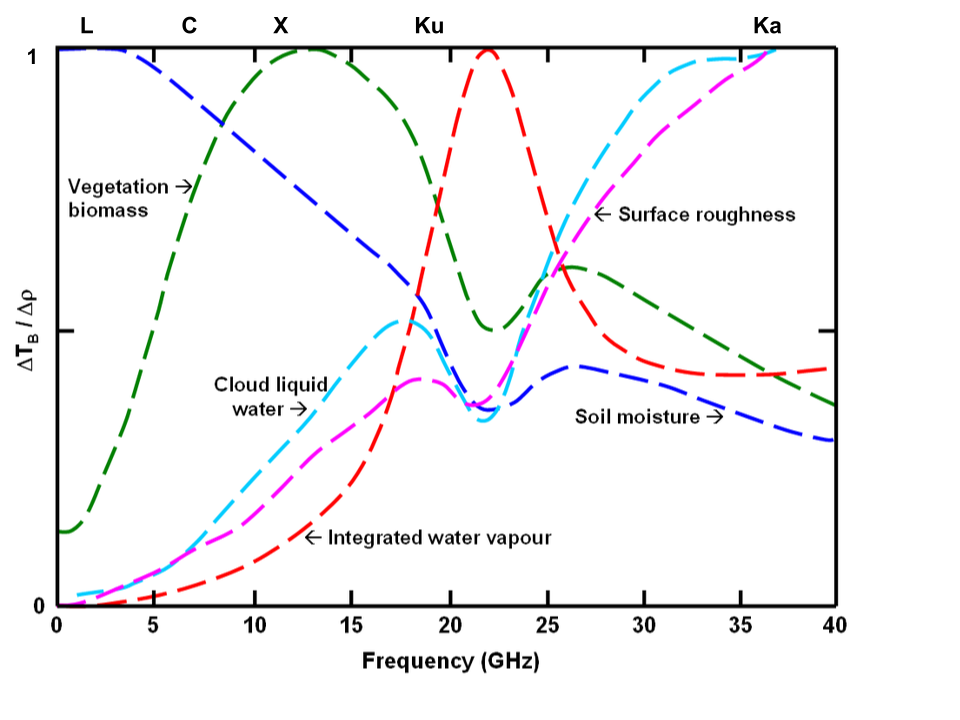 L C X Ku Ka
1
Vegetation →
biomass
← Surface roughness
ΔTB / Δρ
Cloud liquid
water →
Soil moisture →
← Integrated water vapour
0
0 5 10 15 20 25 30 35 40
Frequency (GHz)